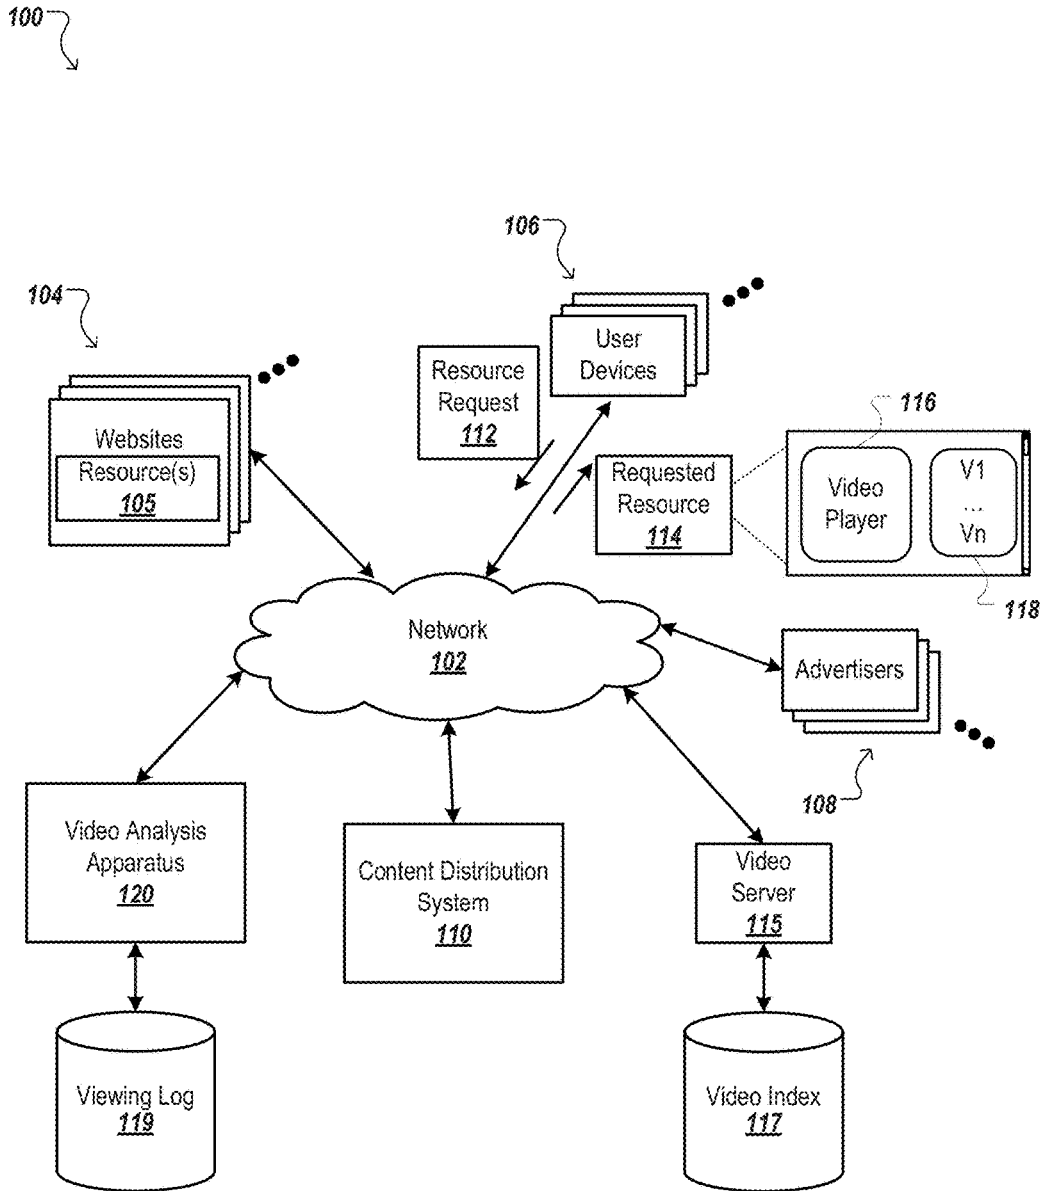 100
106
104
User
Devices
Resource
Request
112
116
Websites
Resource(s)
105
Requested
Resource
114
Video
Player
V1
...
Vn
118
Network
102
Advertisers
108
Video Analysis
Apparatus
120
Content Distribution
System
110
Video
Server
115
Viewing Log
119
Video Index
117